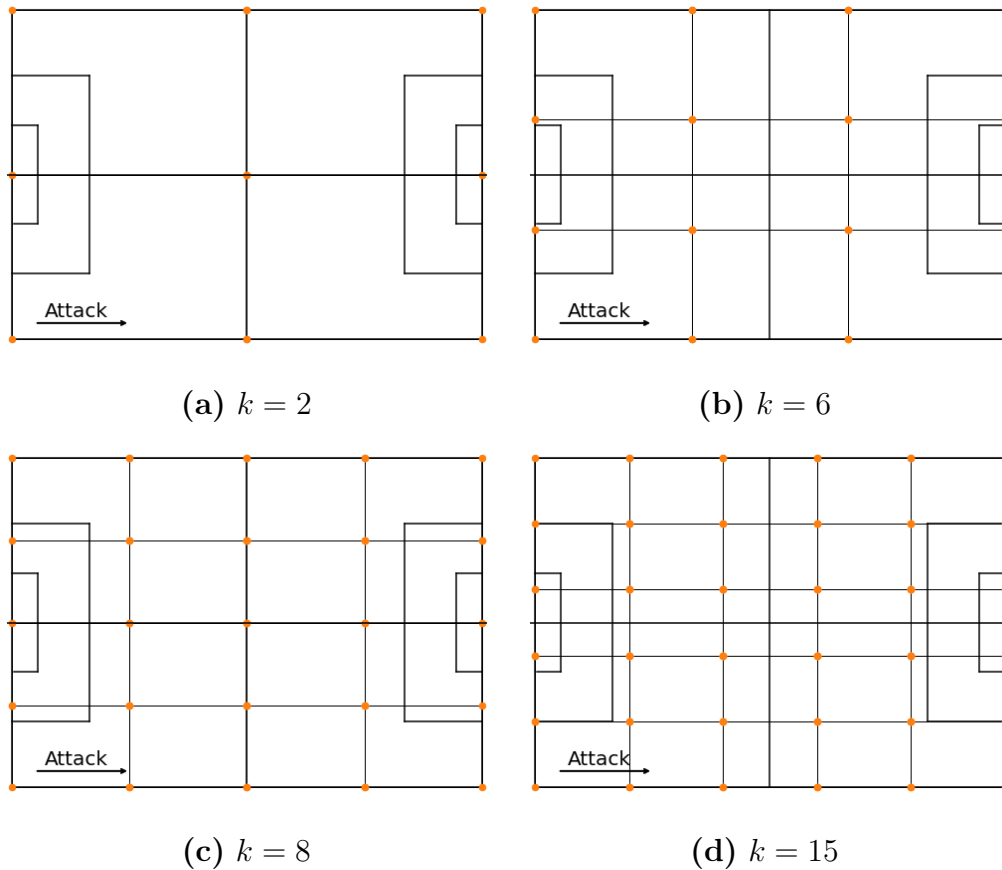 Attack
Attack
(a) k = 2
(b) k = 6
Attack
Attack
(c) k = 8
(d) k = 15